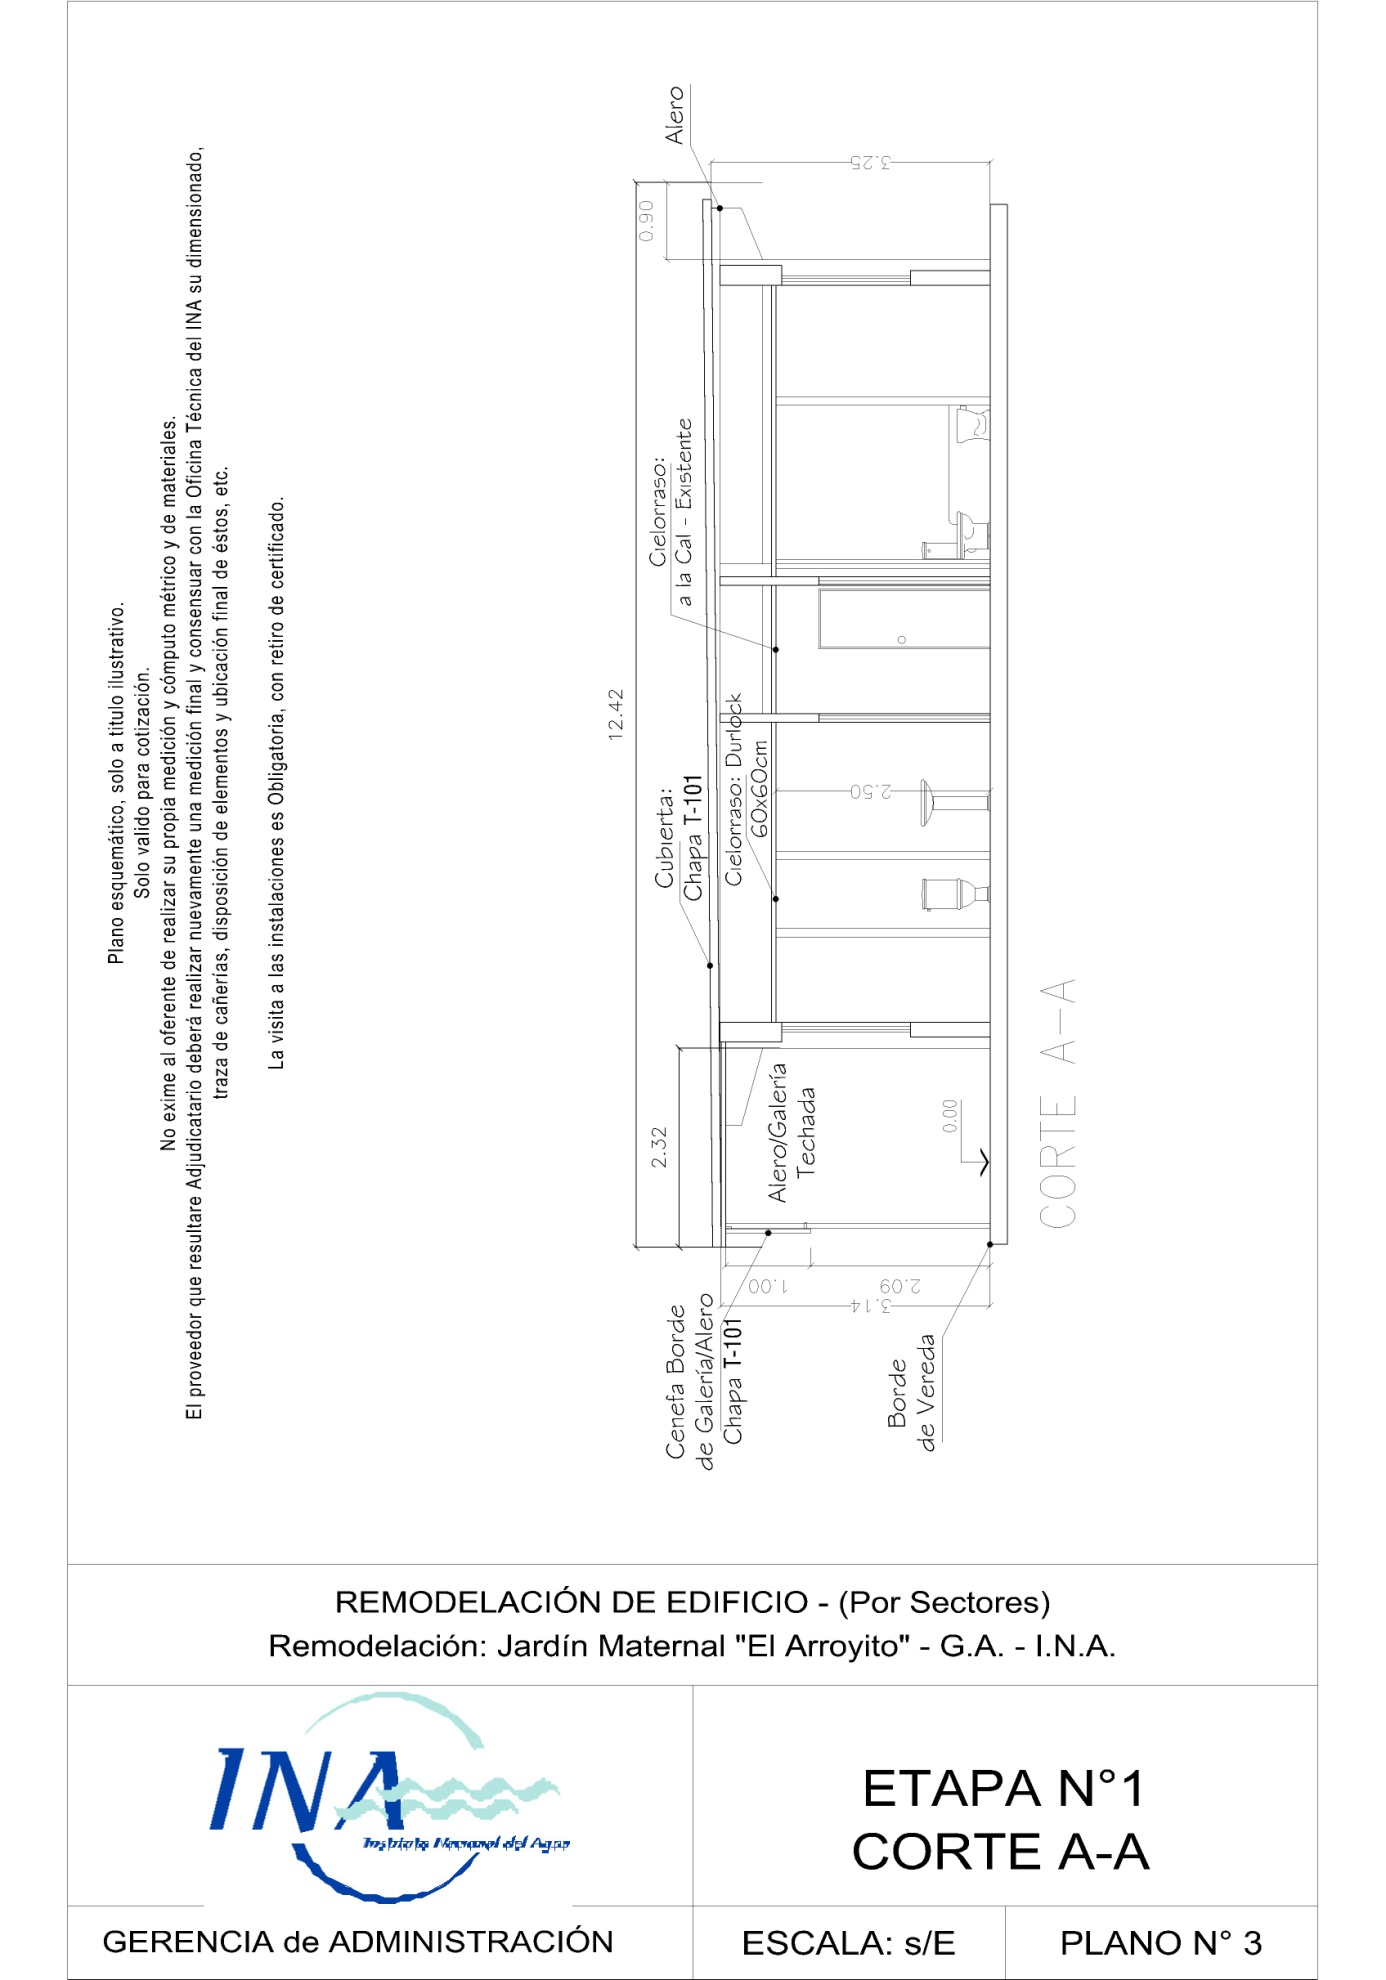 Plano esquemático, solo a titulo ilustrativo.
Solo valido para cotización.
No exime al oferente de realizar su propia medición y cómputo métrico y de materiales.
El proveedor que resultare Adjudicatario deberá realizar nuevamente una medición final y consensuar con la Oficina Técnica del INA su dimensionado,
traza de cañerías, disposición de elementos y ubicación final de éstos, etc.
La visita a las instalaciones es Obligatoria, con retiro de certificado.
12.42
2.32
0.90
Cenefa Borde
de Galería/Alero
Chapa T-101
Cubierta:
Chapa T-101
Cielorraso: Durlock
60x60cm
Cielorraso:
a la Cal - Existente
Alero
Alero/Galería
Techada
1.00
2.09
3.14
2.50
3.25
0.00
Borde
de Vereda
CORTE A-A
REMODELACIÓN DE EDIFICIO - (Por Sectores)
Remodelación: Jardín Maternal "El Arroyito" - G.A. - I.N.A.
INA
Instituto Nacional del Agua
ETAPA N°1
CORTE A-A
GERENCIA de ADMINISTRACIÓN
ESCALA: s/E
PLANO N° 3